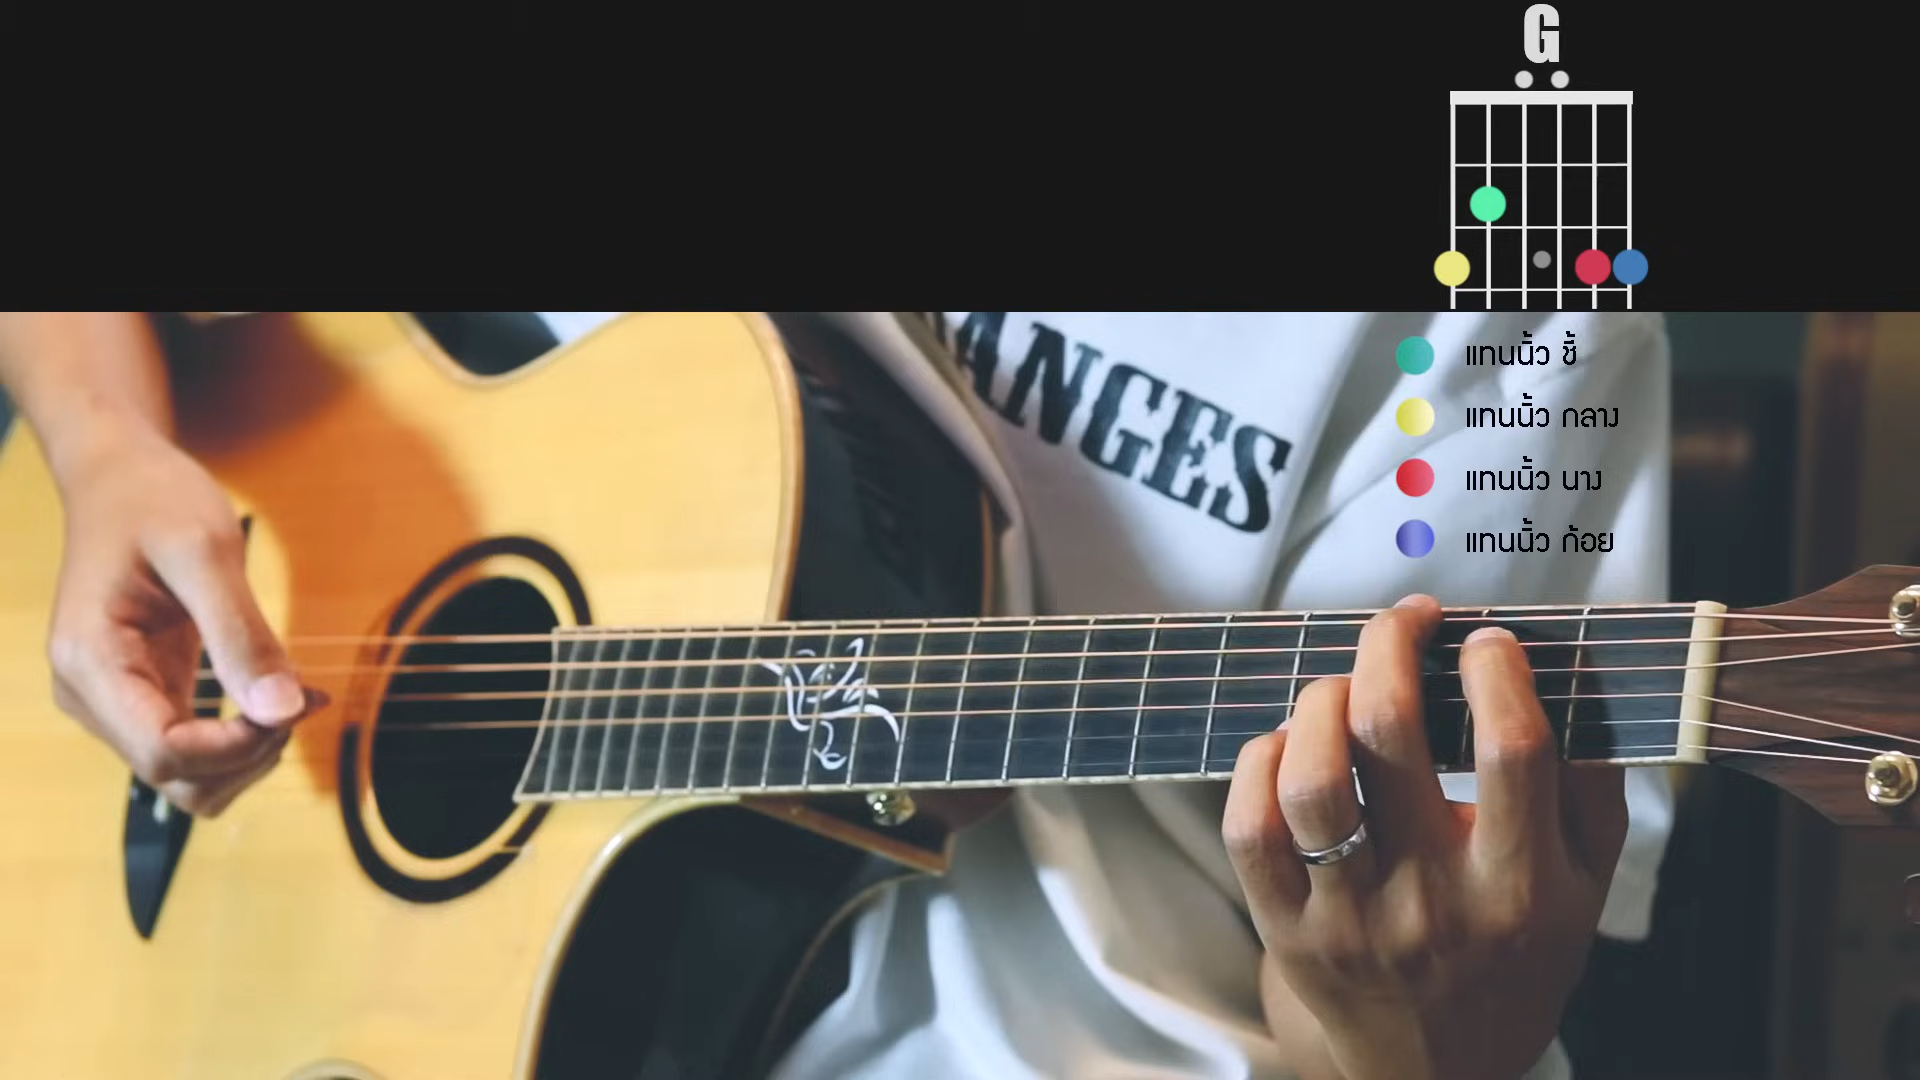 G
ANGES
แทนนิ้ว ชี้
แทนนิ้ว กลาง
แทนนิ้ว นาง
แทนนิ้ว ก้อย